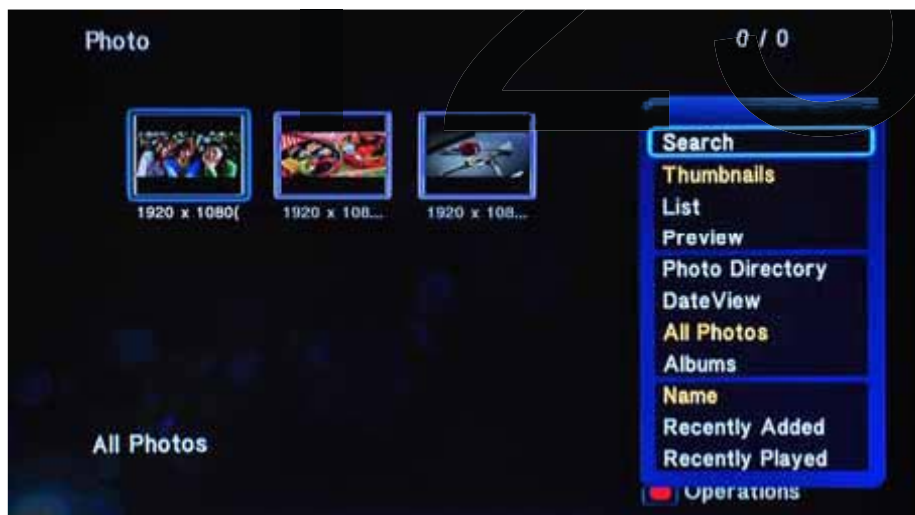 Photo
0 / 0
1920 x 1080(
1920 x 108...
1920 x 108...
Search
Thumbnails
List
Preview
Photo Directory
DateView
All Photos
Albums
Name
Recently Added
Recently Played
All Photos
Operations